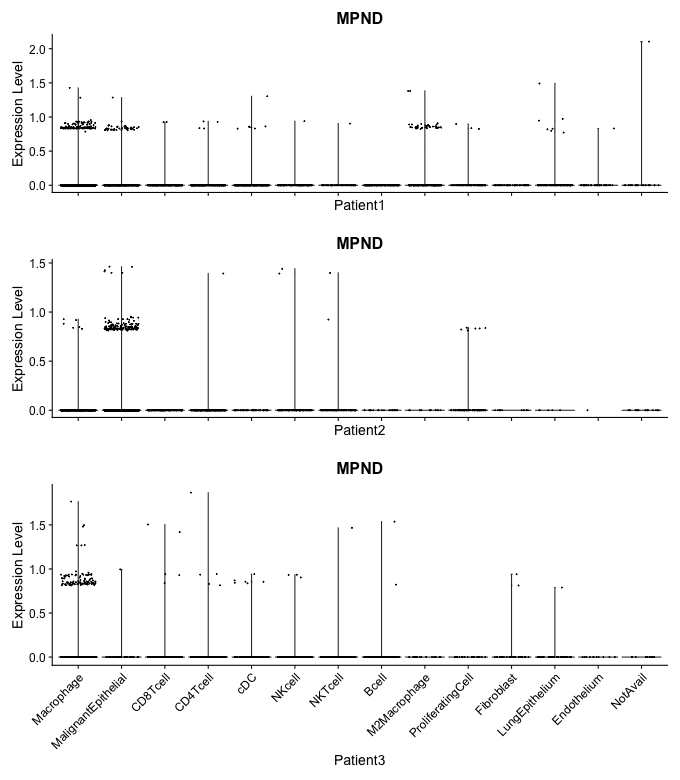 MPND
Expression Level
2.0
1.5
1.0
0.5
0.0
Patient1
MPND
Expression Level
1.5
1.0
0.5
0.0
Patient2
MPND
Expression Level
1.5
1.0
0.5
0.0
Macrophage
MalignantEpithelial
CD8Tcell
CD4Tcell
cDC
NKcell
NKTcell
Bcell
M2Macrophage
ProliferatingCell
Fibroblast
LungEpithelium
Endothelium
NotAvail
Patient3